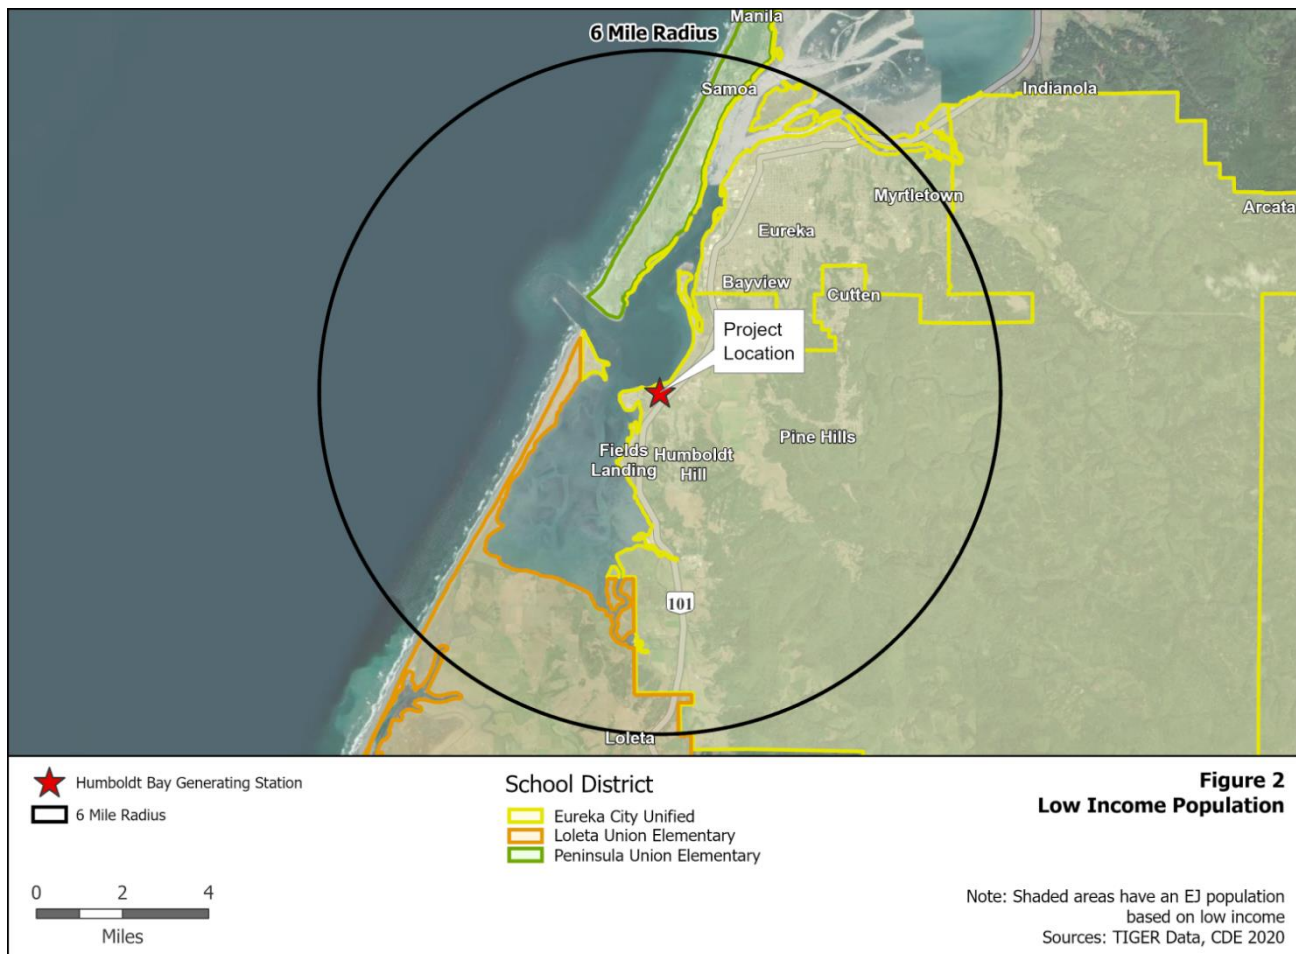 Manila
6 Mile Radius
Samoa
Indianola
Myrtletown
Arcata
Eureka
Bayview
Cutten
Project
Location
Pine Hills
Fields
Landing
Humboldt
Hill
101
Loleta
Humboldt Bay Generating Station
6 Mile Radius
School District
Eureka City Unified
Loleta Union Elementary
Peninsula Union Elementary
Figure 2
Low Income Population
0 2 4
Miles
Note: Shaded areas have an EJ population
based on low income
Sources: TIGER Data, CDE 2020